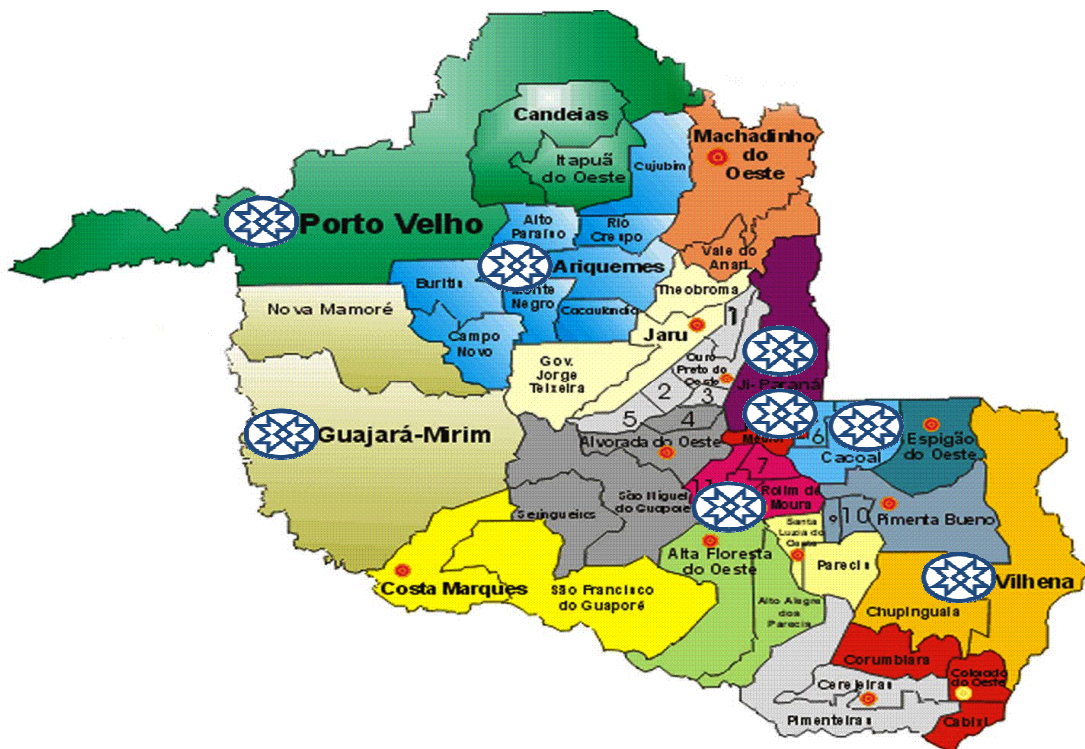 Candeias
Itapuã
do Oeste
Cujubim
Machadinho
do
Oeste
Porto Velho
Alto
Paraíso
Rio
Crespo
Vale do
Anari
Ariquemes
Buritis
Monte
Negro
Cacaulandia
Theobroma
Nova Mamoré
Campo
Novo
Jaru
1
Gov.
Jorge
Teixeira
Ouro
Preto do
Oeste
Ji-Paraná
2
3
5
4
Guajará-Mirim
Alvorada do Oeste
6
Cacoal
Espigão
do Oeste
7
11
Rolim de
Moura
São Miguel
do Guaporé
Seringueiras
9
10
Pimenta Bueno
Santa
Luzia do
Oeste
Alta Floresta
do Oeste
Parecis
Costa Marques
São Francisco
do Guaporé
Vilhena
Alto Alegre
dos
Parecis
Chupinguaia
Corumbiara
Colorado
do Oeste
Cerejeiras
Pimenteiras
Cabixi